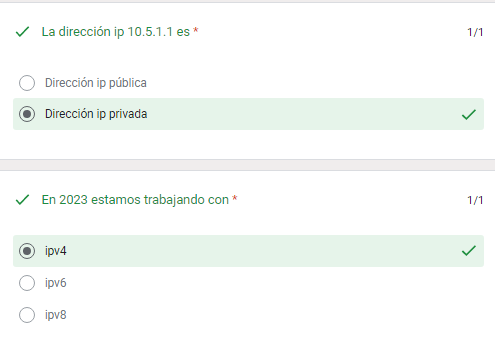 La dirección ip 10.5.1.1 es *
1/1
Dirección ip pública
Dirección ip privada
En 2023 estamos trabajando con *
1/1
ipv4
ipv6
ipv8